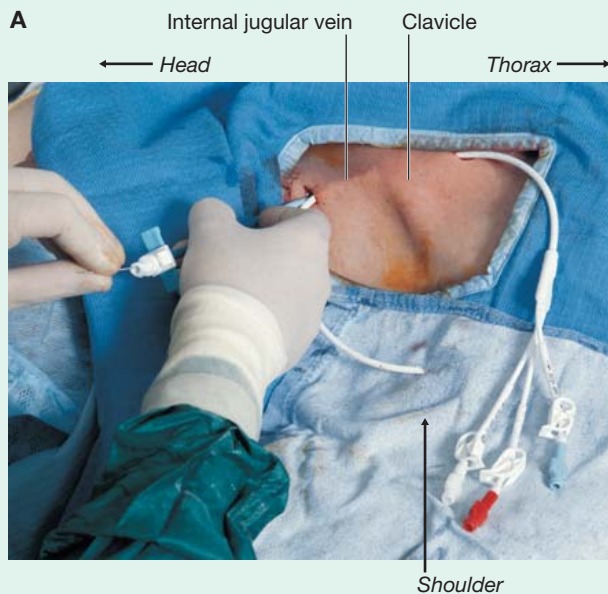 A
Internal jugular vein
Clavicle
Head
Thorax
Shoulder